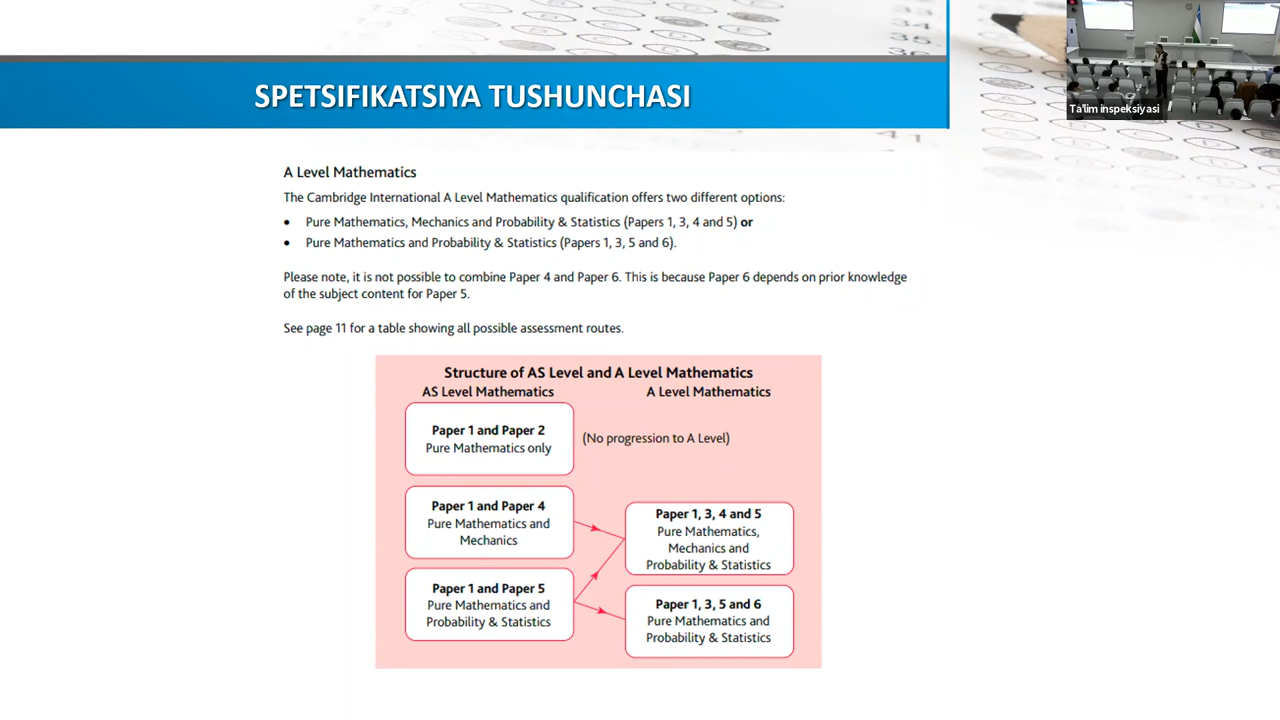 SPETSIFIKATSIYA TUSHUNCHASI
Ta'lim inspeksiyasi
A Level Mathematics
The Cambridge International A Level Mathematics qualification offers two different options:
• Pure Mathematics, Mechanics and Probability & Statistics (Papers 1, 3, 4 and 5) or
• Pure Mathematics and Probability & Statistics (Papers 1, 3, 5 and 6).
Please note, it is not possible to combine Paper 4 and Paper 6. This is because Paper 6 depends on prior knowledge
of the subject content for Paper 5.
See page 11 for a table showing all possible assessment routes.
Structure of AS Level and A Level Mathematics
AS Level Mathematics
A Level Mathematics
Paper 1 and Paper 2
Pure Mathematics only
(No progression to A Level)
Paper 1 and Paper 4
Pure Mathematics and
Mechanics
Paper 1 and Paper 5
Pure Mathematics and
Probability & Statistics
Paper 1, 3, 4 and 5
Pure Mathematics,
Mechanics and
Probability & Statistics
Paper 1, 3, 5 and 6
Pure Mathematics and
Probability & Statistics